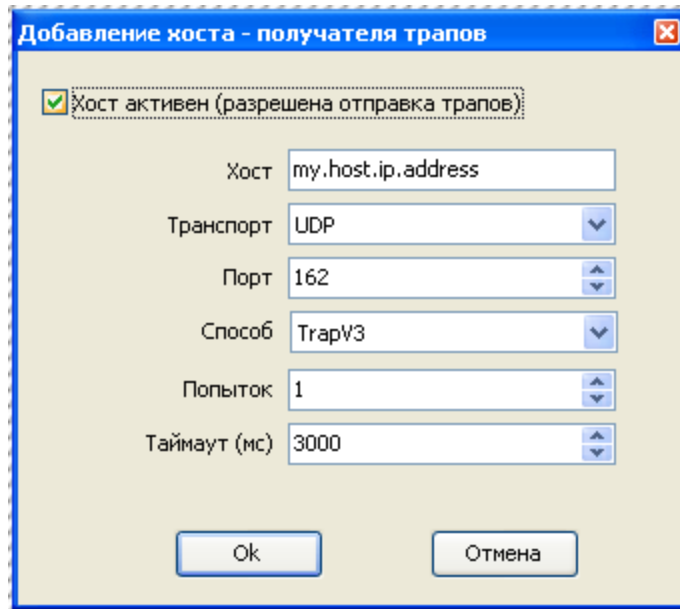 Добавление хоста - получателя трапов
Хост активен (разрешена отправка трапов)
Хост my.host.ip.address
Транспорт UDP
Порт 162
Способ TrapV3
Попыток 1
Таймаут (мс) 3000
Ok Отмена